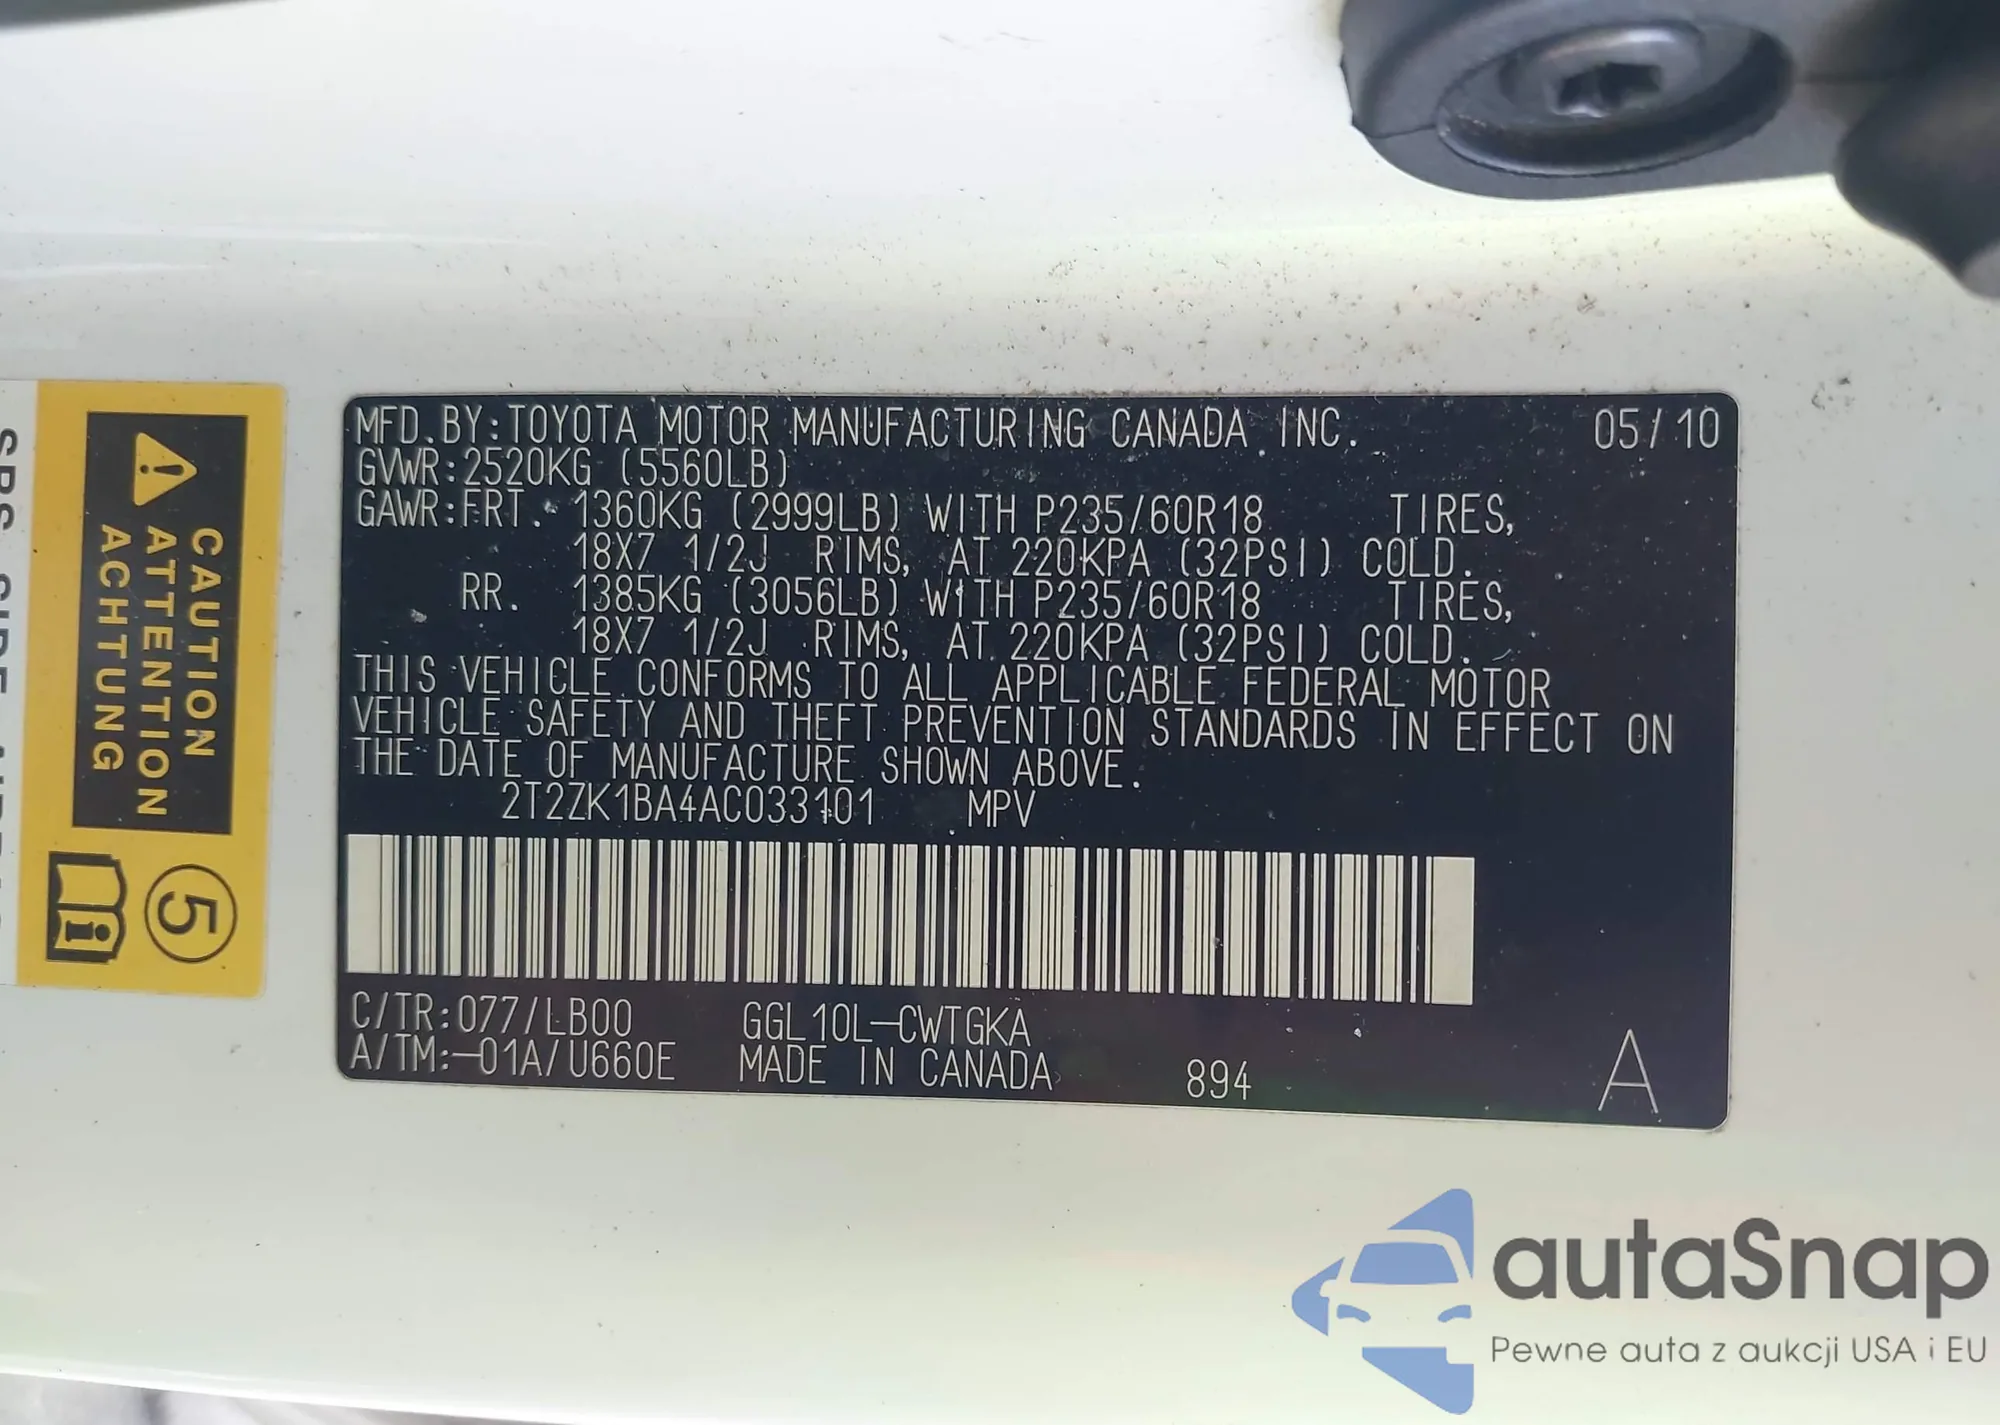 MFD.BY:TOYOTA MOTOR MANUFACTURING CANADA INC. 05/10
GVWR:2520KG (5560LB)
GAWR:FRT. 1360KG (2999LB) WITH P235/60R18 TIRES,
18X7 1/2J RIMS, AT 220KPA (32PSI) COLD.
RR. 1385KG (3056LB) WITH P235/60R18 TIRES,
18X7 1/2J RIMS, AT 220KPA (32PSI) COLD.
THIS VEHICLE CONFORMS TO ALL APPLICABLE FEDERAL MOTOR
VEHICLE SAFETY AND THEFT PREVENTION STANDARDS IN EFFECT ON
THE DATE OF MANUFACTURE SHOWN ABOVE.
2T2ZK1BA4AC033101 MPV
C/TR:077/LB00 GGL10L-CWTGKA
A/TM:-01A/U660E MADE IN CANADA 894 A
CAUTION
ATTENTION
ACHTUNG
5
SRS SIDE
autaSnap
Pewne auta z aukcji USA i EU